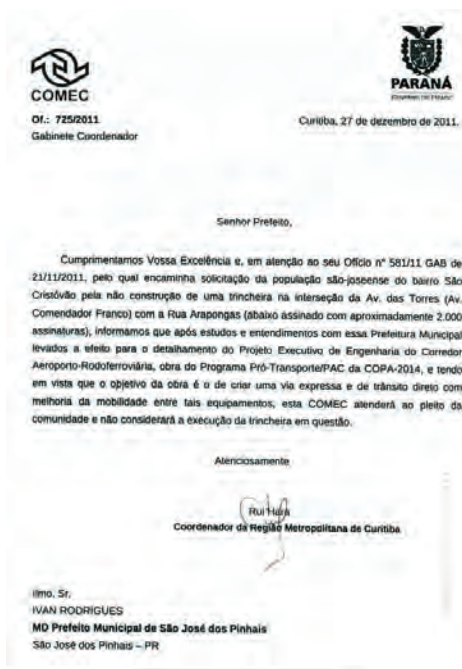 COMEC
PARANÁ
GOVERNO DO ESTADO
Of.: 725/2011
Gabinete Coordenador
Curitiba, 27 de dezembro de 2011.
Senhor Prefeito,
Cumprimentamos Vossa Excelência e, em atenção ao seu Ofício nº 581/11 GAB de
21/11/2011, pelo qual encaminha solicitação da população são-joseense do bairro São
Cristóvão pela não construção de uma trincheira na interseção da Av. das Torres (Av.
Comendador Franco) com a Rua Arapongas (abaixo assinado com aproximadamente 2.000
assinaturas), informamos que após estudos e entendimentos com essa Prefeitura Municipal
levados a efeito para o detalhamento do Projeto Executivo de Engenharia do Corredor
Aeroporto-Rodoferroviária, obra do Programa Pró-Transporte/PAC da COPA-2014, e tendo
em vista que o objetivo da obra é o de criar uma via expressa e de trânsito direto com
melhoria da mobilidade entre tais equipamentos, esta COMEC atenderá ao pleito da
comunidade e não considerará a execução da trincheira em questão.
Atenciosamente
Rui Hara
Coordenador da Região Metropolitana de Curitiba
Ilmo. Sr.
IVAN RODRIGUES
MD Prefeito Municipal de São José dos Pinhais
São José dos Pinhais – PR